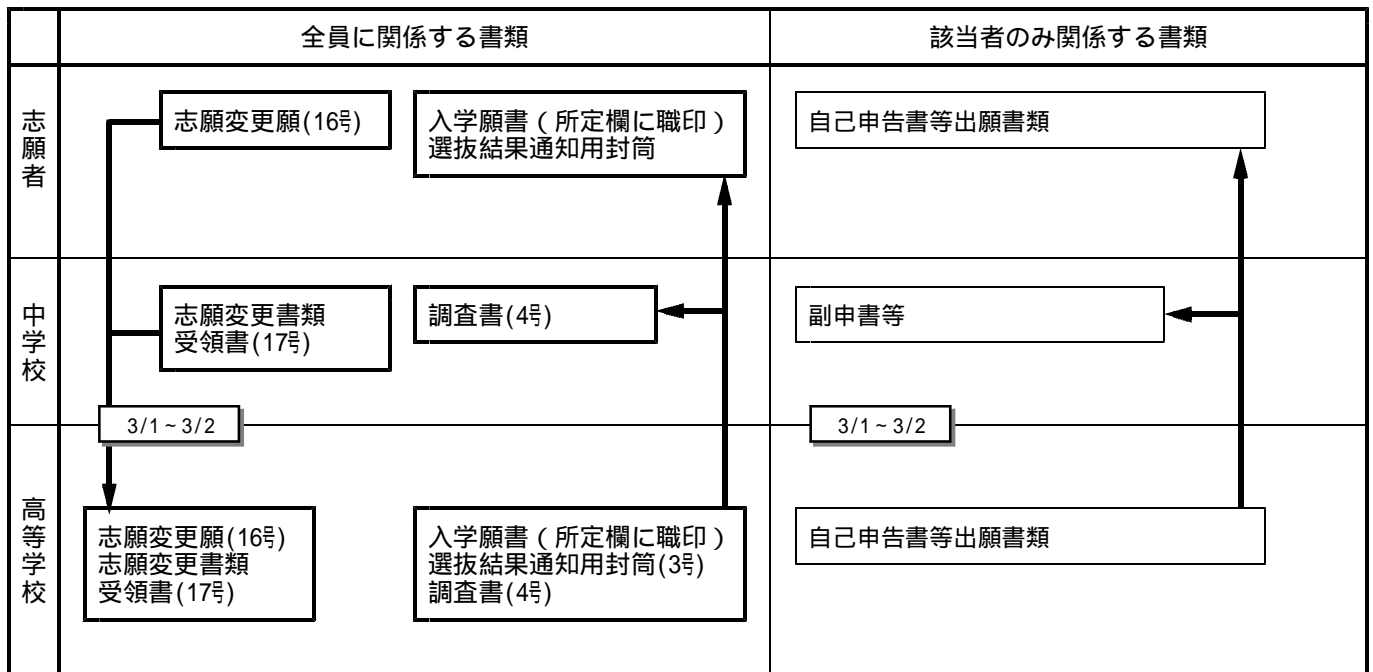 全員に関係する書類
該当者のみ関係する書類
志願者
志願変更願(16号)
入学願書(所定欄に職印)
選抜結果通知用封筒
自己申告書等出願書類
中学校
志願変更書類
受領書(17号)
調査書(4号)
副申書等
3/1~3/2
3/1~3/2
高等学校
志願変更願(16号)
志願変更書類
受領書(17号)
入学願書(所定欄に職印)
選抜結果通知用封筒(3号)
調査書(4号)
自己申告書等出願書類